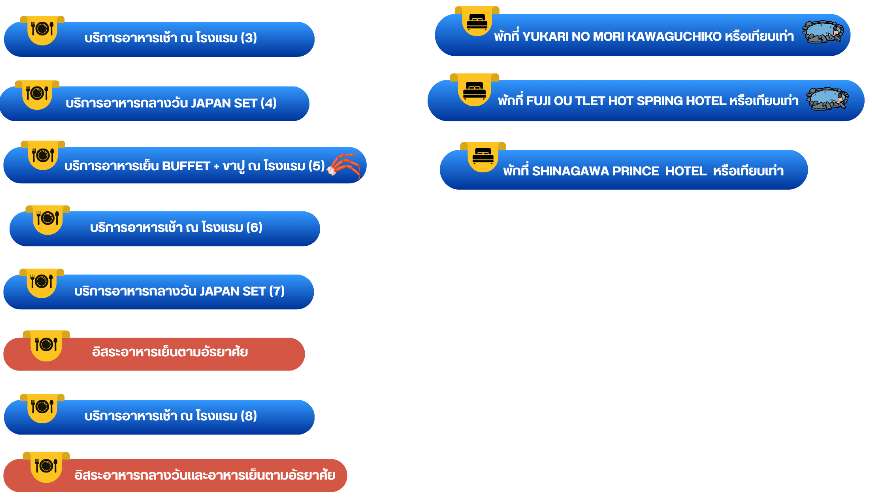 บริการอาหารเช้า ณ โรงแรม (3)
บริการอาหารกลางวัน JAPAN SET (4)
บริการอาหารเย็น BUFFET + ขาปู ณ โรงแรม (5)
บริการอาหารเช้า ณ โรงแรม (6)
บริการอาหารกลางวัน JAPAN SET (7)
อิสระอาหารเย็นตามอัธยาศัย
บริการอาหารเช้า ณ โรงแรม (8)
อิสระอาหารกลางวันและอาหารเย็นตามอัธยาศัย
พักที่ YUKARI NO MORI KAWAGUCHIKO หรือเทียบเท่า
พักที่ FUJI OU TLET HOT SPRING HOTEL หรือเทียบเท่า
พักที่ SHINAGAWA PRINCE HOTEL หรือเทียบเท่า